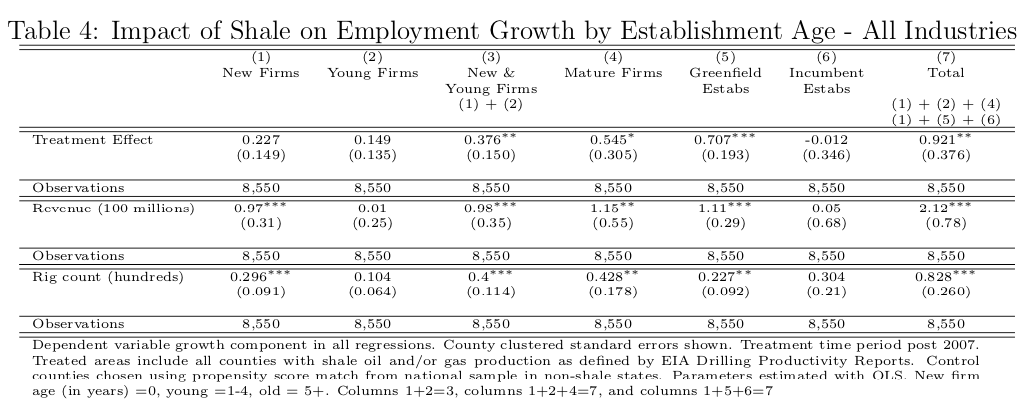 Table 4: Impact of Shale on Employment Growth by Establishment Age - All Industries
(1) (2) (3) (4) (5) (6) (7)
New Firms Young Firms New & Mature Firms Greenfield Incumbent Total
Young Firms Estabs Estabs
(1) + (2) (1) + (2) + (4)
(1) + (5) + (6)
Treatment Effect 0.227 0.149 0.376** 0.545* 0.707*** -0.012 0.921**
(0.149) (0.135) (0.150) (0.305) (0.193) (0.346) (0.376)
Observations 8,550 8,550 8,550 8,550 8,550 8,550 8,550
Revenue (100 millions) 0.97*** 0.01 0.98*** 1.15** 1.11*** 0.05 2.12***
(0.31) (0.25) (0.35) (0.55) (0.29) (0.68) (0.78)
Observations 8,550 8,550 8,550 8,550 8,550 8,550 8,550
Rig count (hundreds) 0.296*** 0.104 0.4*** 0.428** 0.227** 0.304 0.828***
(0.091) (0.064) (0.114) (0.178) (0.092) (0.21) (0.260)
Observations 8,550 8,550 8,550 8,550 8,550 8,550 8,550
Dependent variable growth component in all regressions. County clustered standard errors shown. Treatment time period post 2007.
Treated areas include all counties with shale oil and/or gas production as defined by EIA Drilling Productivity Reports. Control
counties chosen using propensity score match from national sample in non-shale states. Parameters estimated with OLS. New firm
age (in years) =0, young =1-4, old = 5+. Columns 1+2=3, columns 1+2+4=7, and columns 1+5+6=7